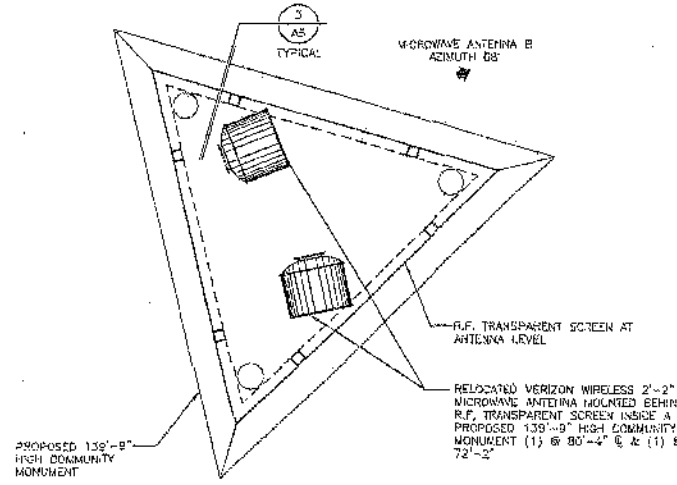 3
A5
TYPICAL
MICROWAVE ANTENNA B
AZIMUTH 68°
R.F. TRANSPARENT SCREEN AT
ANTENNA LEVEL
RELOCATED VERIZON WIRELESS 2'-2"
MICROWAVE ANTENNA MOUNTED BEHIN
R.F. TRANSPARENT SCREEN INSIDE A
PROPOSED 139'-9" HIGH COMMUNITY
MONUMENT (1) @ 80'-4" ℄ & (1) @
72'-2"
PROPOSED 139'-9"
HIGH COMMUNITY
MONUMENT